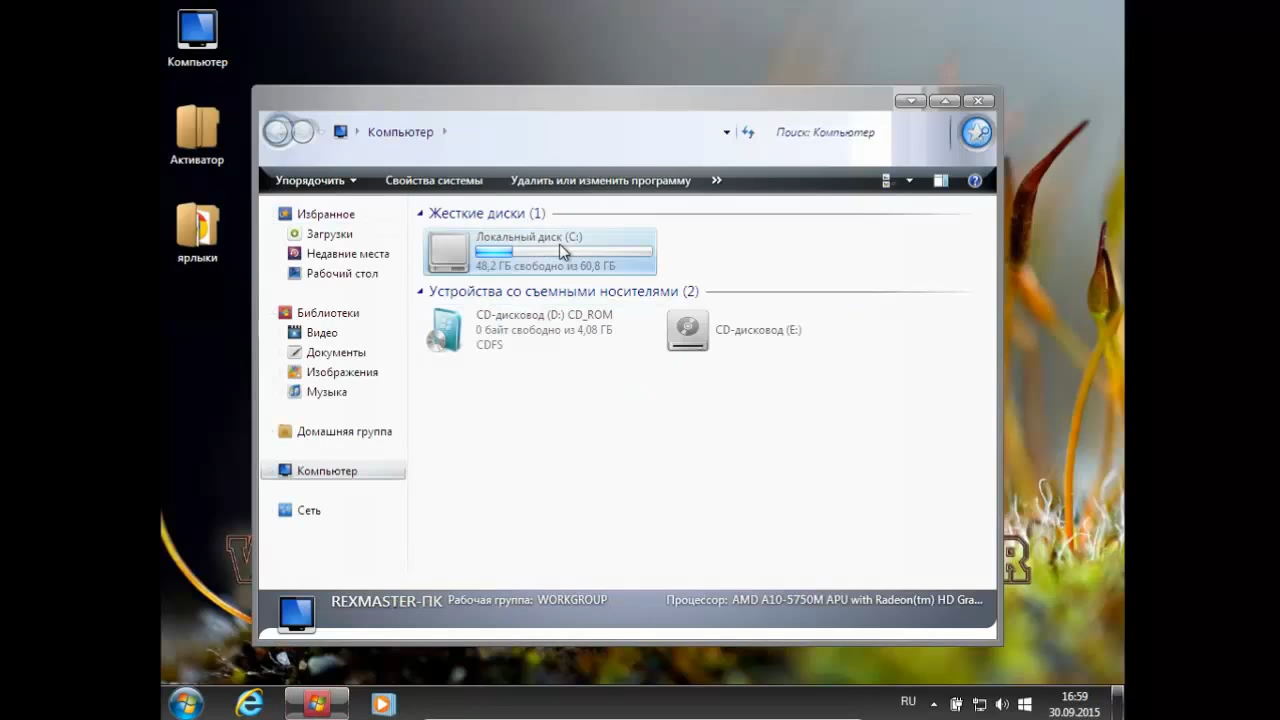 Компьютер
Активатор
ярлыки
Компьютер
Поиск: Компьютер
Упорядочить
Свойства системы
Удалить или изменить программу
»
Избранное
Загрузки
Недавние места
Рабочий стол
Библиотеки
Видео
Документы
Изображения
Музыка
Домашняя группа
Компьютер
Сеть
Жесткие диски (1)
Локальный диск (C:)
48,2 ГБ свободно из 60,8 ГБ
Устройства со съемными носителями (2)
CD-дисковод (D:) CD_ROM
0 байт свободно из 4,08 ГБ
CDFS
CD-дисковод (E:)
REXMASTER-ПК
Рабочая группа: WORKGROUP
Процессор: AMD A10-5750M APU with Radeon(tm) HD Gra...
W
R
RU
16:59
30.09.2015